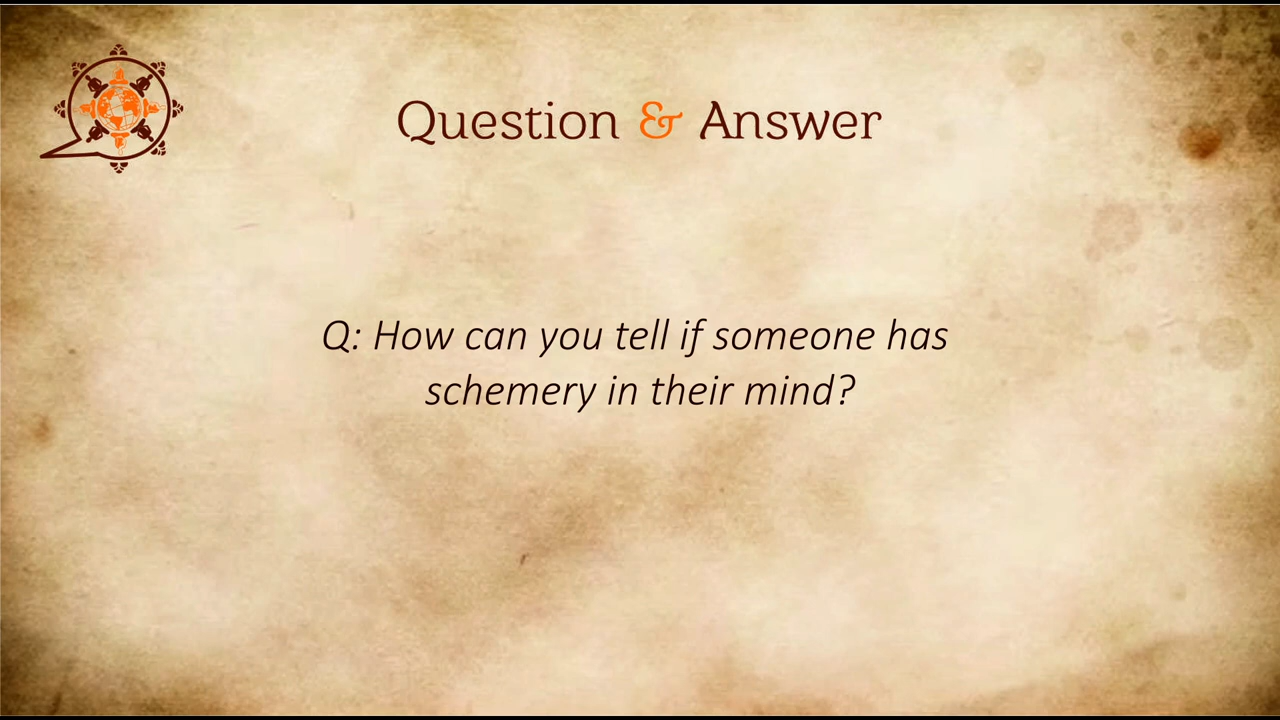 Question & Answer
Q: How can you tell if someone has
schemery in their mind?